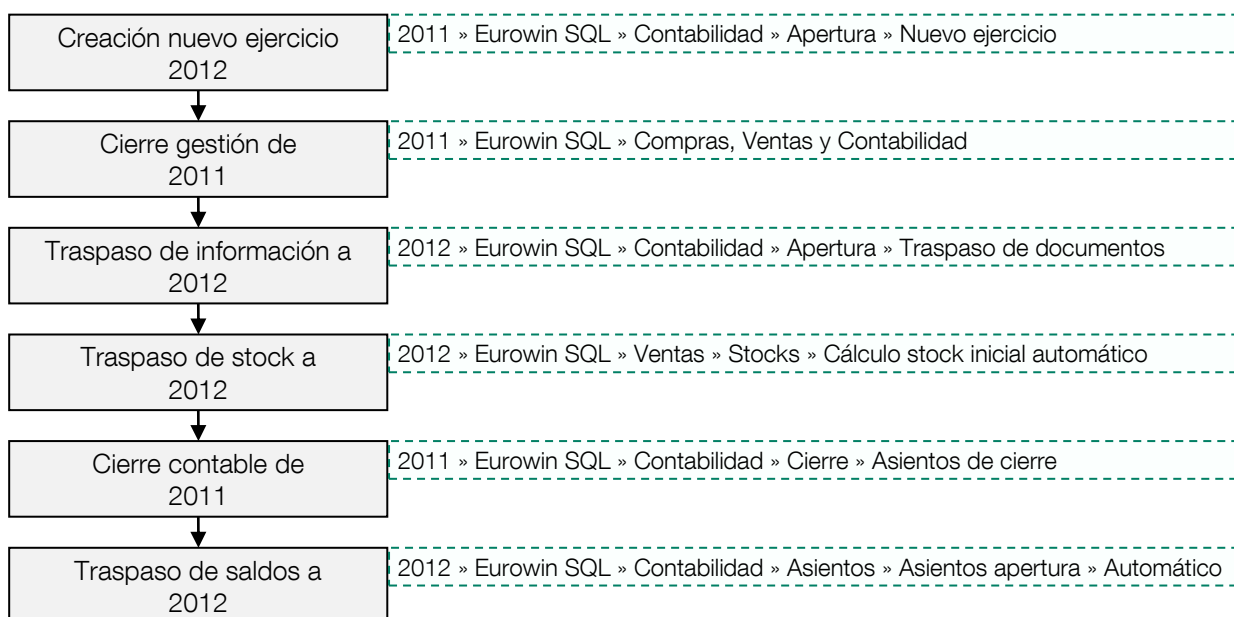 Creación nuevo ejercicio
2012
2011 » Eurowin SQL » Contabilidad » Apertura » Nuevo ejercicio
Cierre gestión de
2011
2011 » Eurowin SQL » Compras, Ventas y Contabilidad
Traspaso de información a
2012
2012 » Eurowin SQL » Contabilidad » Apertura » Traspaso de documentos
Traspaso de stock a
2012
2012 » Eurowin SQL » Ventas » Stocks » Cálculo stock inicial automático
Cierre contable de
2011
2011 » Eurowin SQL » Contabilidad » Cierre » Asientos de cierre
Traspaso de saldos a
2012
2012 » Eurowin SQL » Contabilidad » Asientos » Asientos apertura » Automático